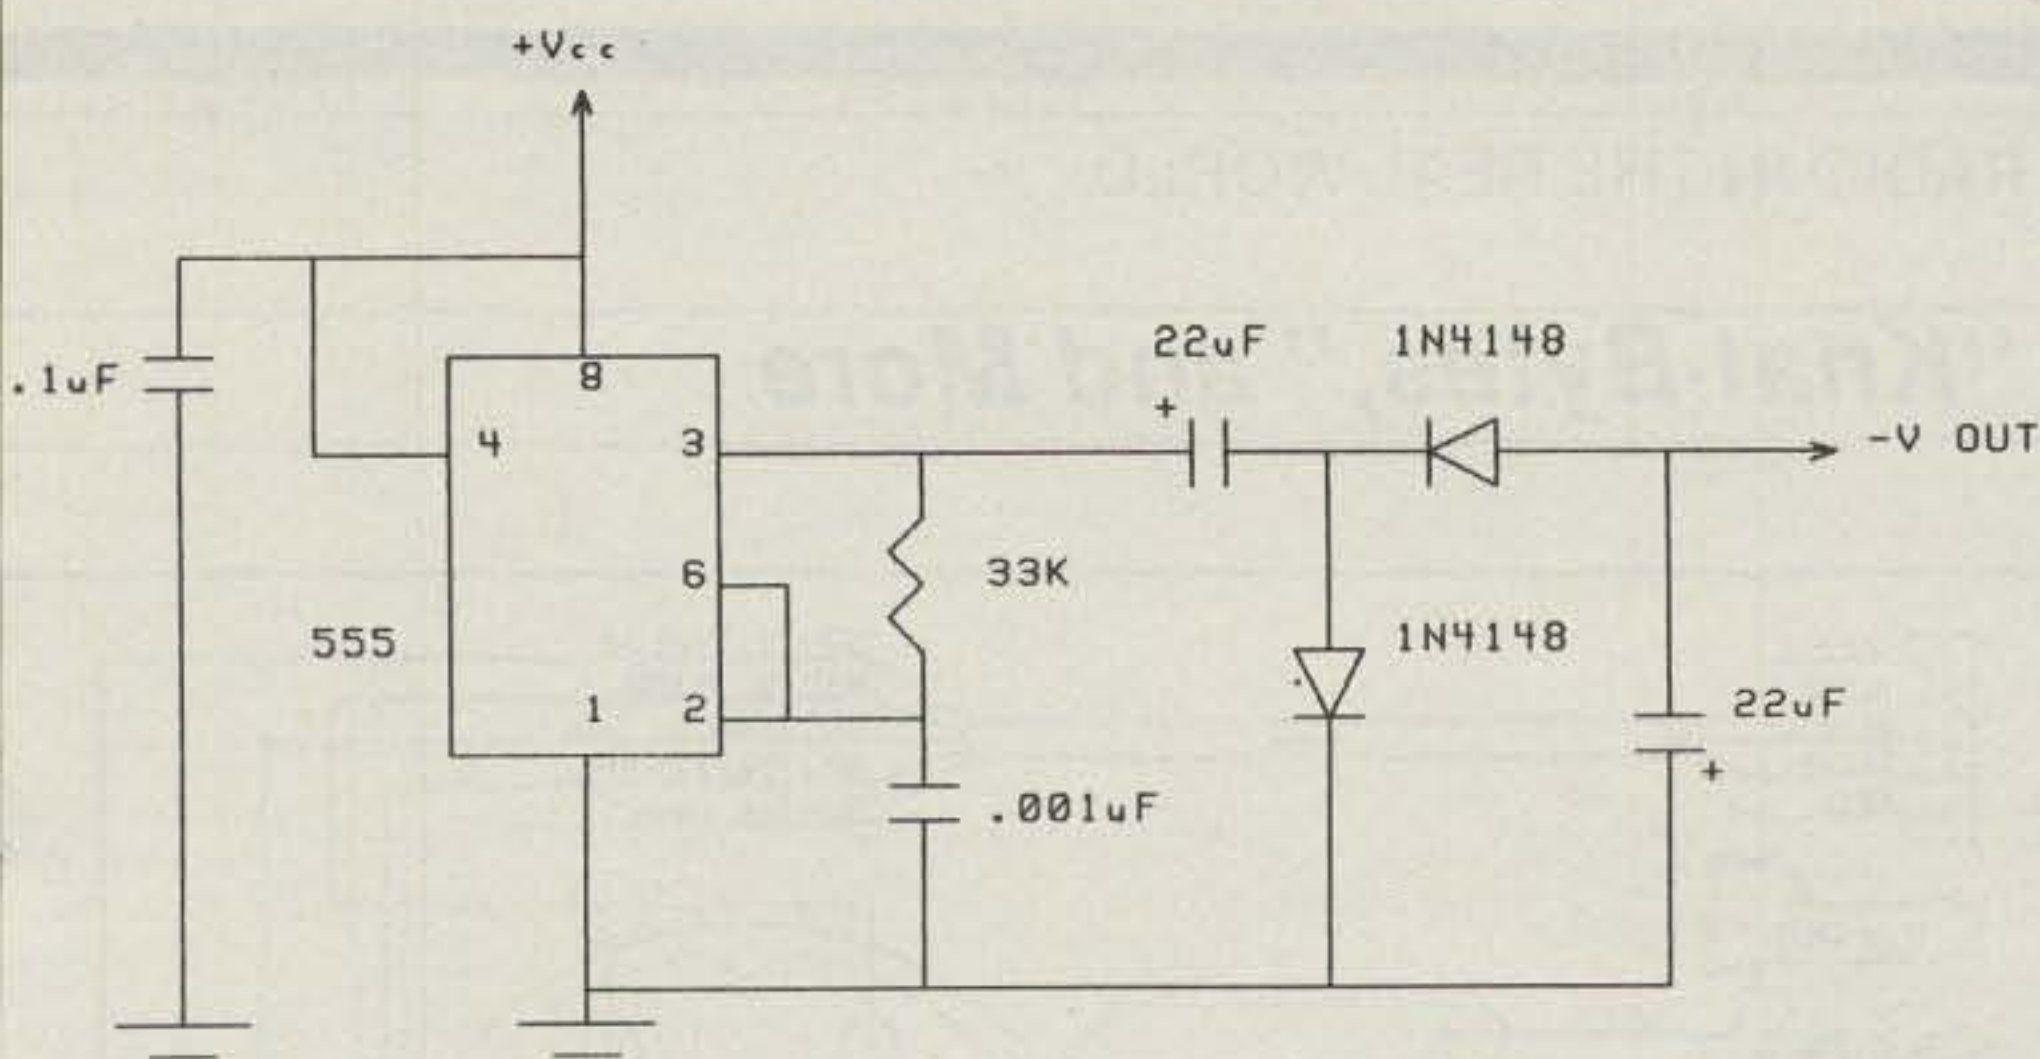 +Vcc
22uF
1N4148
.1uF
8
+
4
3
-V OUT
6
33K
555
1N4148
1
2
22uF
+
.001uF